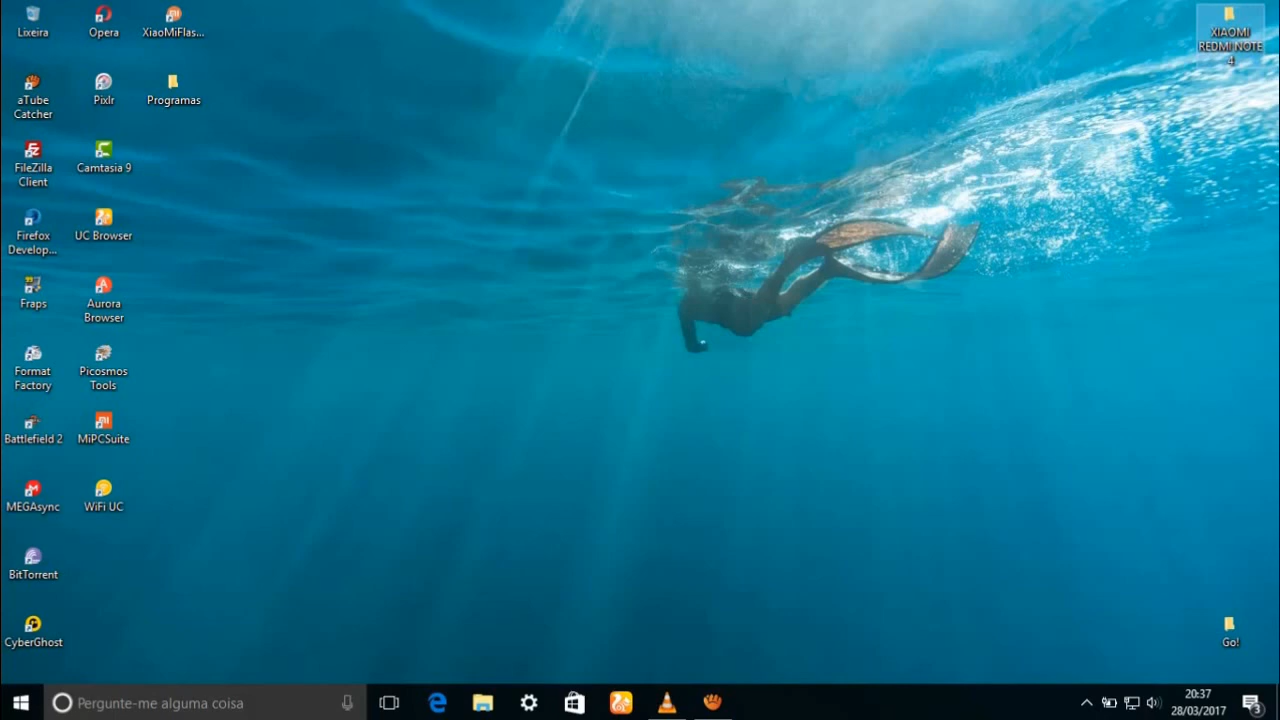 Lixeira
Opera
XiaoMiFlas...
XIAOMI
REDMI NOTE
4
aTube
Catcher
Pixlr
Programas
FileZilla
Client
Camtasia 9
Firefox
Develop...
UC Browser
Fraps
Aurora
Browser
Format
Factory
Picosmos
Tools
Battlefield 2
MiPCSuite
MEGAsync
WiFi UC
BitTorrent
CyberGhost
Go!
Pergunte-me alguma coisa
20:37
28/03/2017
3